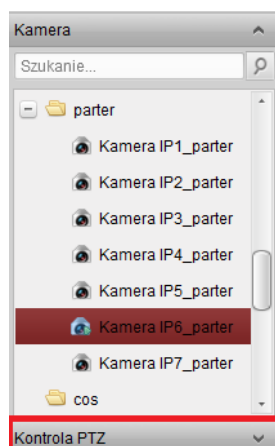 Kamera
Szukanie...
parter
Kamera IP1_parter
Kamera IP2_parter
Kamera IP3_parter
Kamera IP4_parter
Kamera IP5_parter
Kamera IP6_parter
Kamera IP7_parter
cos
Kontrola PTZ